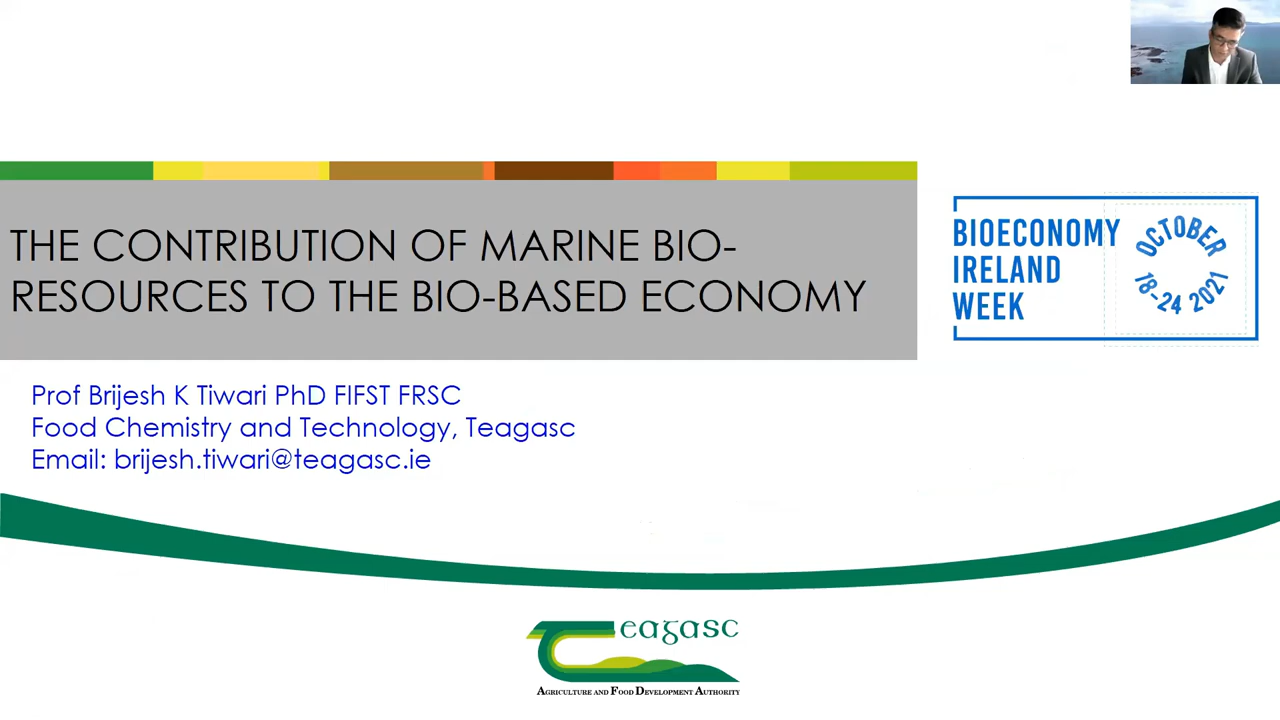 THE CONTRIBUTION OF MARINE BIO-
RESOURCES TO THE BIO-BASED ECONOMY
BIOECONOMY
IRELAND
WEEK
OCTOBER
18-24 2021
Prof Brijesh K Tiwari PhD FIFST FRSC
Food Chemistry and Technology, Teagasc
Email: brijesh.tiwari@teagasc.ie
Teagasc
AGRICULTURE AND FOOD DEVELOPMENT AUTHORITY